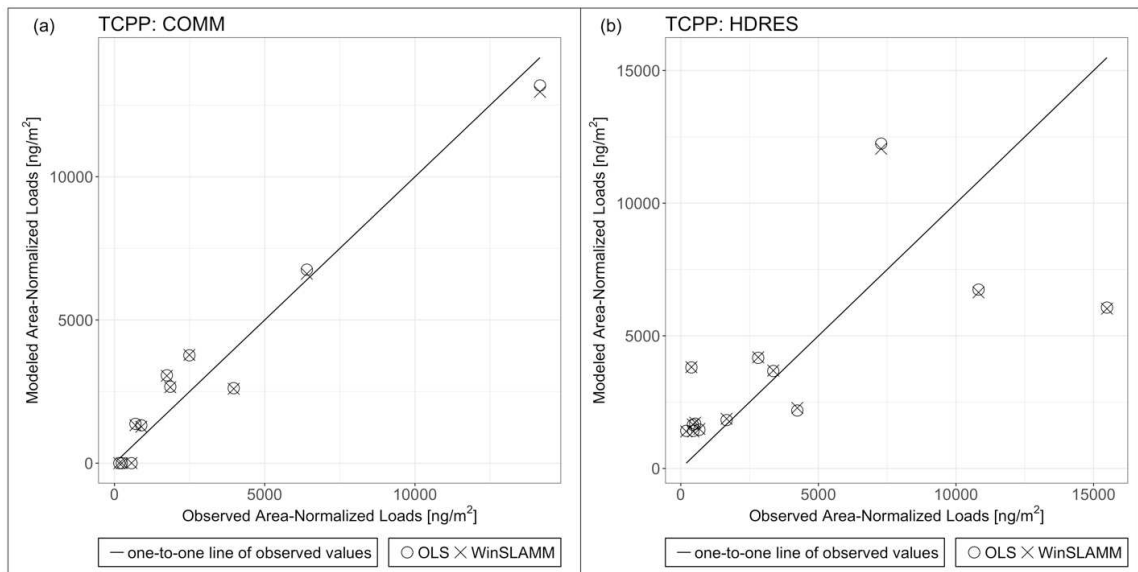 (a) TCPP: COMM
Modeled Area-Normalized Loads [ng/m²]
10000
5000
0
0 5000 10000
Observed Area-Normalized Loads [ng/m²]
— one-to-one line of observed values ○ OLS × WinSLAMM
(b) TCPP: HDRES
Modeled Area-Normalized Loads [ng/m²]
15000
10000
5000
0
0 5000 10000 15000
Observed Area-Normalized Loads [ng/m²]
— one-to-one line of observed values ○ OLS × WinSLAMM